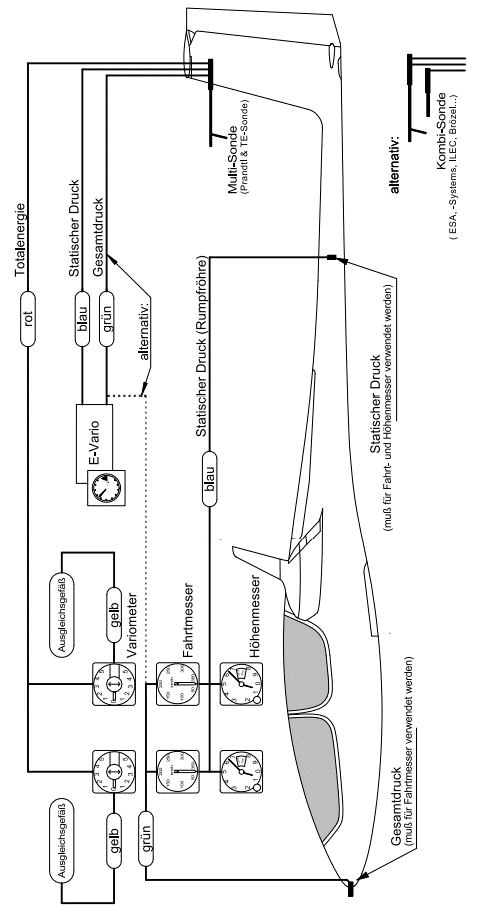 Totalenergie
rot
Ausgleichsgefäß
Ausgleichsgefäß
Statischer Druck
blau
E-Vario
Gesamtdruck
grün
gelb
gelb
Variometer
alternativ:
grün
Fahrtmesser
Statischer Druck (Rumpfröhre)
blau
Höhenmesser
Multi-Sonde
(Prandtl & TE-Sonde)
Statischer Druck
(muß für Fahrt- und Höhenmesser verwendet werden)
Gesamtdruck
(muß für Fahrtmesser verwendet werden)
alternativ:
Kombi-Sonde
( ESA, -Systems, ILEC, Brözel...)